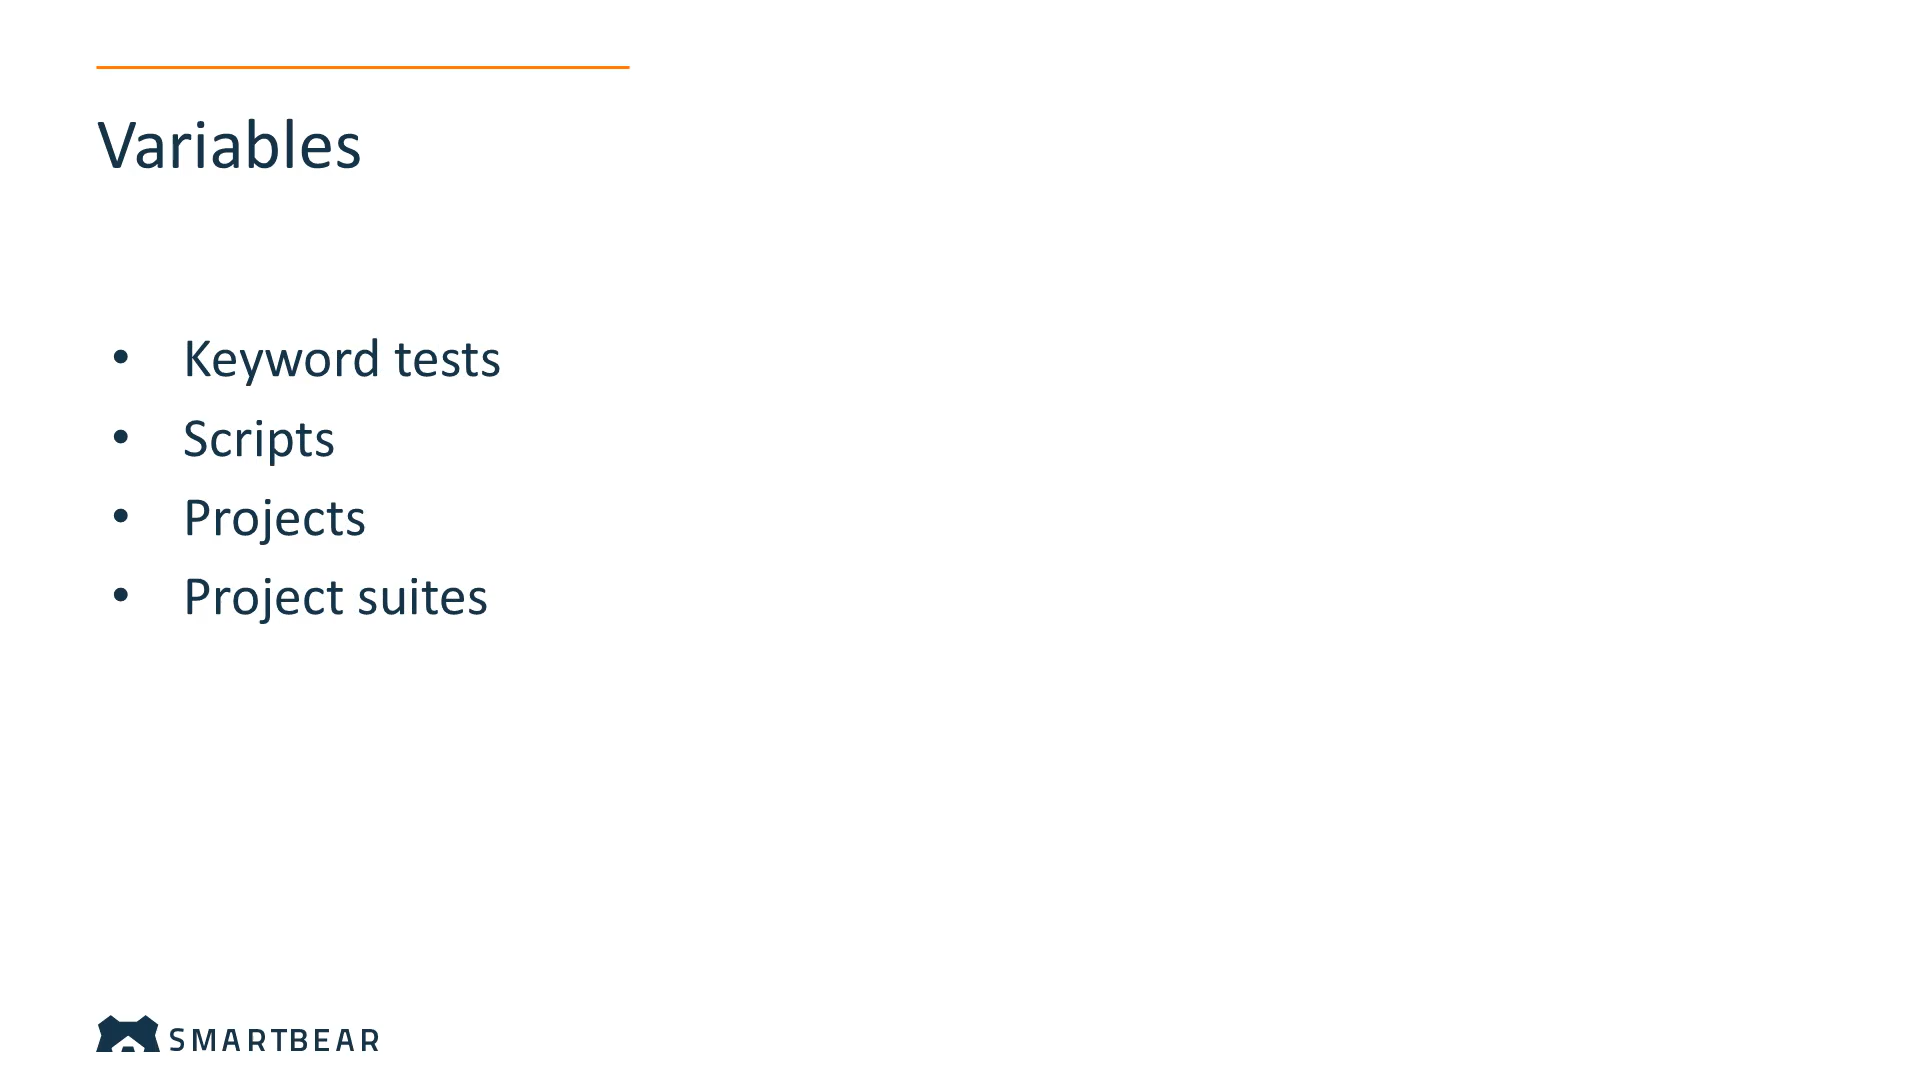 Variables
• Keyword tests
• Scripts
• Projects
• Project suites
SMARTBEAR